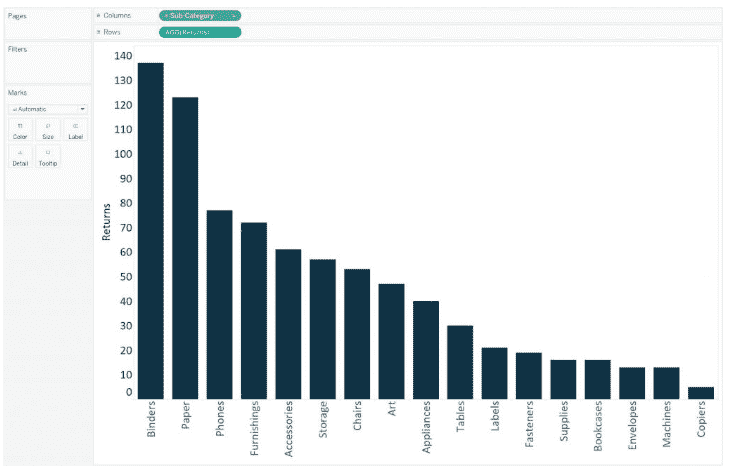 Pages
Columns
Sub-Category
Rows
AGG(Returns)
Filters
Marks
Automatic
Color Size Label
Detail Tooltip
Returns
140
130
120
110
100
90
80
70
60
50
40
30
20
10
0
Binders
Paper
Phones
Furnishings
Accessories
Storage
Chairs
Art
Appliances
Tables
Labels
Fasteners
Supplies
Bookcases
Envelopes
Machines
Copiers